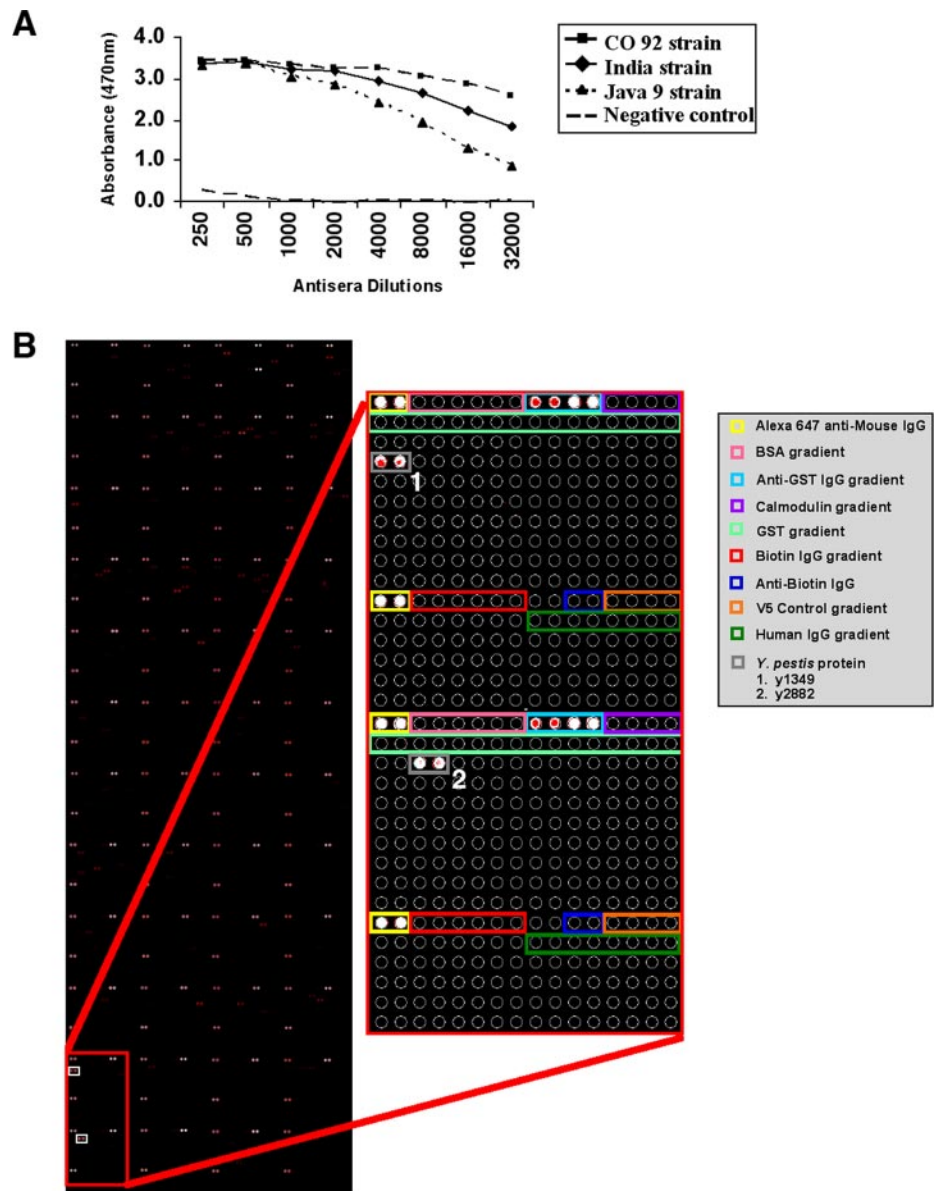 A
Absorbance (470nm)
4.0
3.0
2.0
1.0
0.0
250
500
1000
2000
4000
8000
16000
32000
Antisera Dilutions
CO 92 strain
India strain
Java 9 strain
Negative control
B
1
2
Alexa 647 anti-Mouse IgG
BSA gradient
Anti-GST IgG gradient
Calmodulin gradient
GST gradient
Biotin IgG gradient
Anti-Biotin IgG
V5 Control gradient
Human IgG gradient
Y. pestis protein
1. y1349
2. y2882